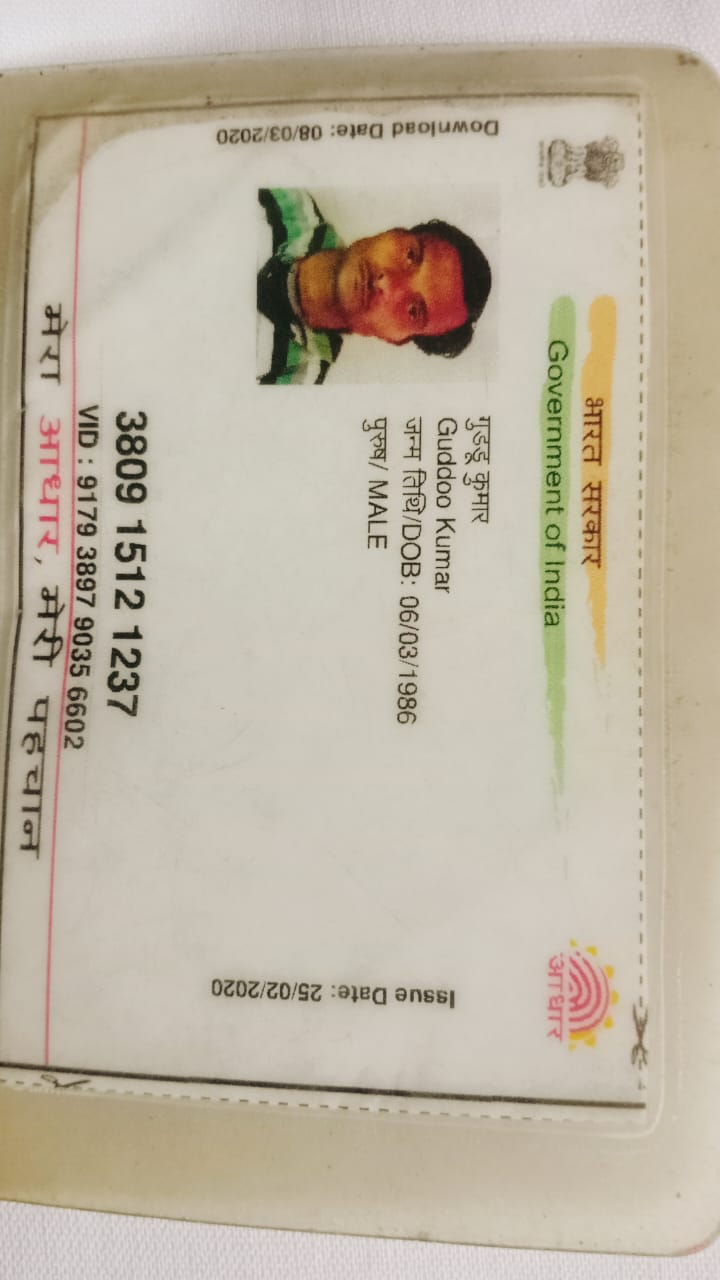 भारत सरकार
Government of India
Download Date: 08/03/2020
गुड्डू कुमार
Guddoo Kumar
जन्म तिथि/DOB: 06/03/1986
पुरुष/ MALE
Issue Date: 25/02/2020
आधार
3809 1512 1237
VID : 9179 3897 9035 6602
मेरा आधार, मेरी पहचान